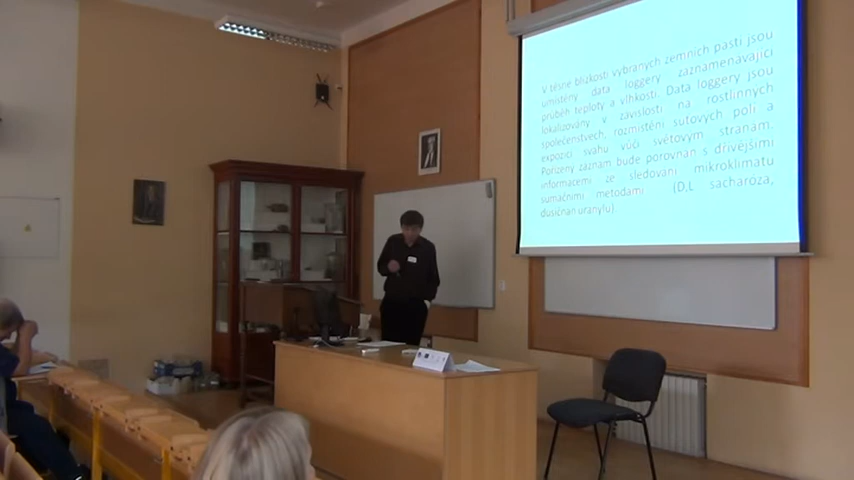 V těsné blízkosti vybraných zemních pastí jsou
umístěny data loggery zaznamenávající
průběh teploty a vlhkosti. Data loggery jsou
lokalizovány v závislosti na rostlinných
společenstvech, rozmístění suťových polí a
expozici svahu vůči světovým stranám.
Pořízený záznam bude porovnán s dřívějšími
informacemi ze sledování mikroklimatu
sumačními metodami (D,L sacharoza,
dusičnan uranylu).